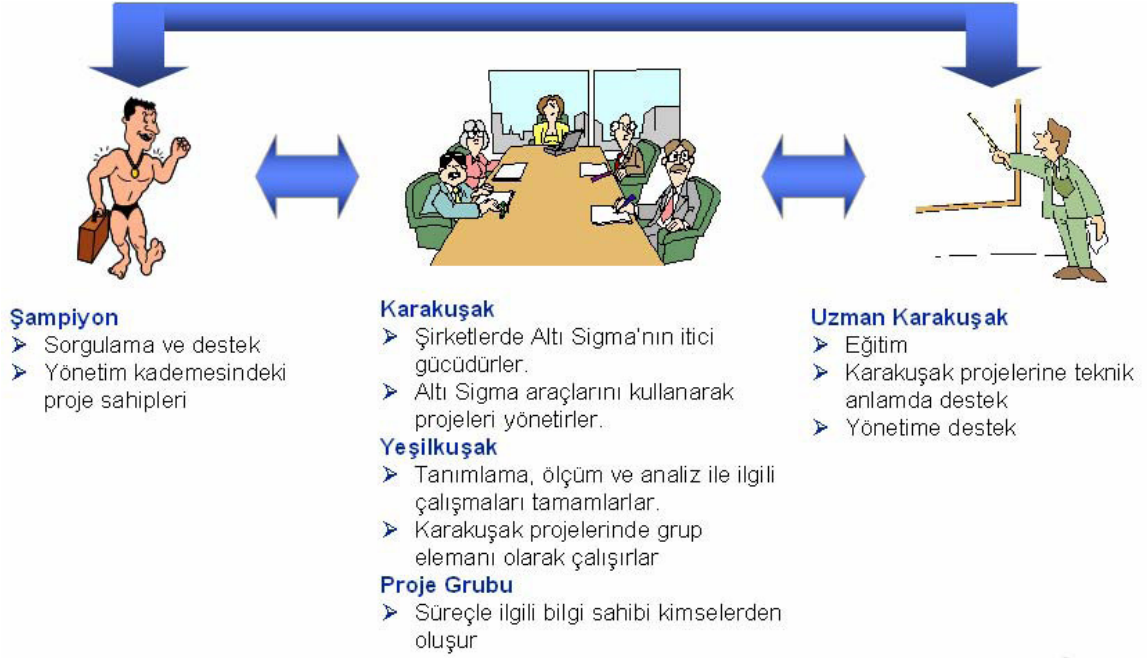 Şampiyon
➢ Sorgulama ve destek
➢ Yönetim kademesindeki
proje sahipleri
Karakuşak
➢ Şirketlerde Altı Sigma'nın itici
gücüdürler.
➢ Altı Sigma araçlarını kullanarak
projeleri yönetirler.
Yeşilkuşak
➢ Tanımlama, ölçüm ve analiz ile ilgili
çalışmaları tamamlarlar.
➢ Karakuşak projelerinde grup
elemanı olarak çalışırlar
Proje Grubu
➢ Süreçle ilgili bilgi sahibi kimselerden
oluşur
Uzman Karakuşak
➢ Eğitim
➢ Karakuşak projelerine teknik
anlamda destek
➢ Yönetime destek